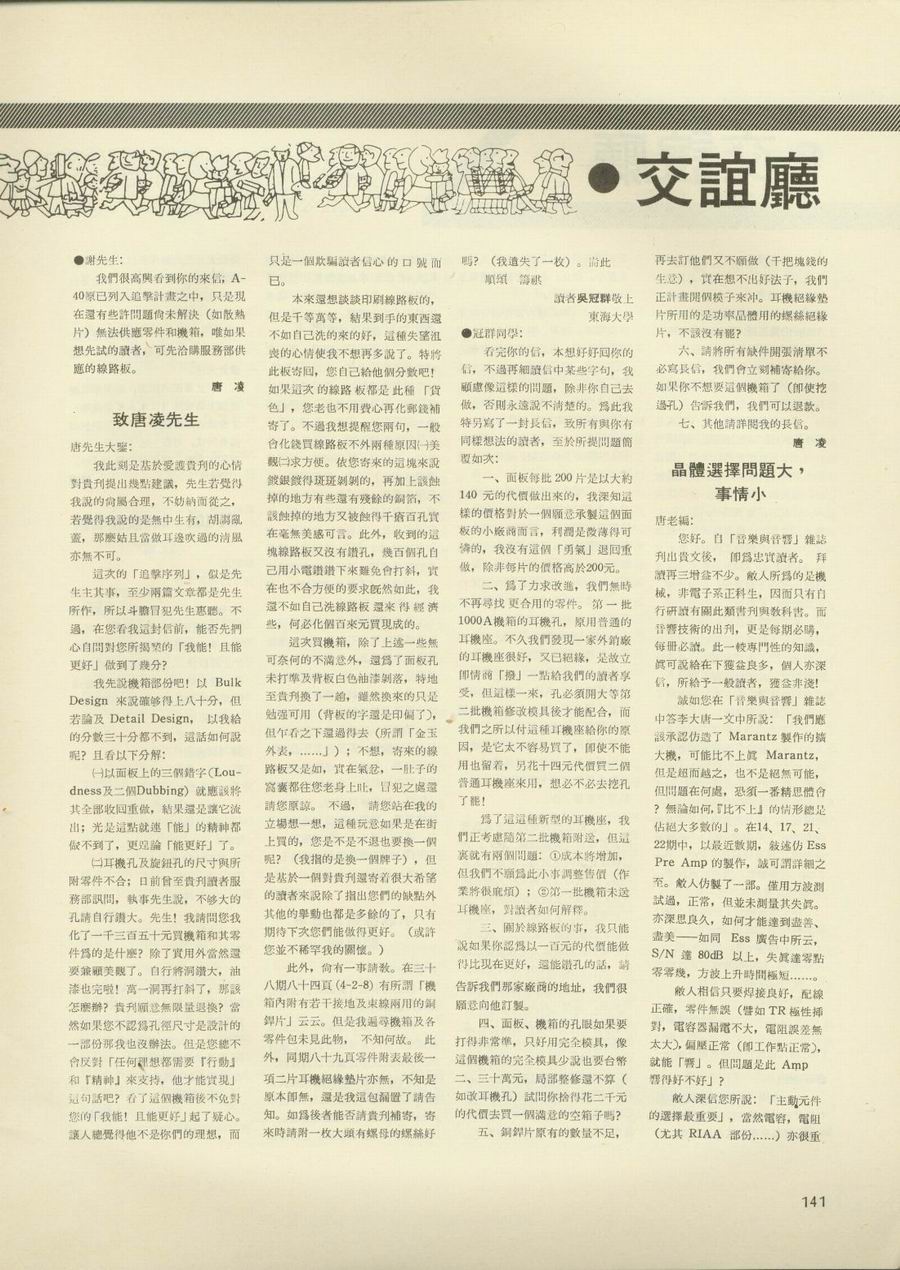 交誼廳
●謝先生：
我們很高興看到你的來信，A-
40原已列入追擊計畫之中，只是現
在還有些許問題尚未解決（如散熱
片）無法供應零件和機箱，唯如果
想先試的讀者，可先洽購服務部供
應的線路板。
唐　凌
致唐凌先生
唐先生大鑒：
我此刻是基於愛護貴刋的心情
對貴刋提出幾點建議，先生若覺得
我說的尙屬合理，不妨納而從之，
若覺得我說的是無中生有，胡謅亂
蓋，那麼姑且當做耳邊吹過的淸風
亦無不可。
這次的「追擊序列」，似是先
生主其事，至少兩篇文章都是先生
所作，所以斗膽冒犯先生惠聽。不
過，在您看我這封信前，能否先捫
心自問對您所揭櫫的「我能！且能
更好」做到了幾分？
我先說機箱部份吧！以 Bulk
Design 來說確够得上八十分，但
若論及 Detail Design， 以我給
的分數三十分都不到，這話如何說
呢？且看以下分解：
㈠以面板上的三個錯字(Lou-
dness及二個Dubbing）就應該將
其全部收回重做，結果還是讓它流
出；光是這點就連「能」的精神都
做不到了，更遑論「能更好」了。
㈡耳機孔及旋鈕孔的尺寸與所
附零件不合；日前曾至貴刋讀者服
務部訊問，執事先生說，不够大的
孔請自行鑽大。先生！我請問您我
化了一千三百五十元買機箱和其零
件爲的是什麼？除了實用外當然還
要兼顧美觀了。自行將洞鑽大，油
漆也完啦！萬一洞再打斜了，那該
怎麼辦？貴刋願意無限量退換？當
然如果您不認爲孔徑尺寸是設計的
一部份那我也沒辦法。但是您總不
會反對『任何理想都需要『行動』
和『精神』來支持，他才能實現」
這句話吧？看了這個機箱後不免對
您的「我能！且能更好」起了疑心。
讓人總覺得他不是你們的理想，而
只是一個欺騙讀者信心的口號而
已。
本來還想談談印刷線路板的，
但是千等萬等，結果到手的東西還
不如自己洗的來的好，這種失望沮
喪的心情使我不想再多說了。特將
此板寄回，您自己給他個分數吧！
如果這次的線路板都是此種「貨
色」，您老也不用費心再化郵錢補
寄了。不過我想提醒您兩句，一般
會化錢買線路板不外兩種原因㈠美
觀㈡求方便。依您寄來的這塊來說
鍍銀鍍得斑斑剝剝的，再加上該蝕
掉的地方有些還有殘餘的銅箔，不
該蝕掉的地方又被蝕得千瘡百孔實
在毫無美感可言。此外，收到的這
塊線路板又沒有鑽孔，幾百個孔自
己用小電鑽鑽下來難免會打斜，實
在也不合方便的要求旣然如此，我
還不如自己洗線路板還來得經濟
些，何必化個百來元買現成的。
這次買機箱，除了上述一些無
可奈何的不滿意外，還爲了面板孔
未打準及背板白色油漆剝落，特地
至貴刋換了一趟，雖然換來的只是
勉强可用（背板的字還是印偏了），
但乍看之下還過得去（所謂「金玉
外表，……」）；不想，寄來的線
路板又是如，實在氣忿，一肚子的
窩囊都往您老身上吐，冒犯之處還
請您原諒。 不過， 請您站在我的
立場想一想，這種玩意如果是在街
上買的，您是不是不退也要換一個
呢？（我指的是換一個牌子），但
是基於一個對貴刋還寄着很大希望
的讀者來說除了指出您們的缺點外
其他的擧動也都是多餘的了，只有
期待下次您們能做得更好。（或許
您並不稀罕我的關懷。）
此外，尙有一事請敎。在三十
八期八十四頁(4-2-8）有所謂「機
箱內附有若干接地及束線兩用的銅
銲片」云云。但是我遍尋機箱及各
零件包未見此物， 不知何故。 此
外，同期八十九頁零件附表最後一
項二片耳機絕緣墊片亦無，不知是
原本卽無，還是我這包漏置了請告
知。如爲後者能否請貴刋補寄，寄
來時請附一枚大頭有螺母的螺絲好
嗎？（我遺失了一枚）。耑此
順頌　籌祺
讀者吳冠群敬上
東海大學
●冠群同學：
看完你的信，本想好好囘你的
信，不過再細讀信中某些字句，我
顧慮像這樣的問題，除非你自己去
做，否則永遠說不淸楚的。爲此我
特另寫了一封長信，致所有與你有
同樣想法的讀者，至於所提問題簡
覆如次：
一、面板每批 200 片是以大約
140 元的代價做出來的，我深知這
樣的價格對於一個願意承製這個面
板的小廠商而言，利潤是微薄得可
憐的，我沒有這個「勇氣」退囘重
做，除非每片的價格高於200元。
二、爲了力求改進，我們無時
不再尋找更合用的零件。 第一批
1000A機箱的耳機孔，原用普通的
耳機座。不久我們發現一家外銷廠
的耳機座很好，又已絕緣，是故立
卽情商「撥」一點給我們的讀者享
受，但這樣一來，孔必須開大等第
二批機箱修改模具後才能配合，而
我們之所以付這種耳機座給你的原
因，是它太不容易買了，卽使不能
用也留着，另花十四元代價買二個
普通耳機座來用，想必不必去挖孔
了罷！
爲了這這種新型的耳機座，我
們正考慮隨第二批機箱附送，但這
裏就有兩個問題：①成本將增加，
但我們不願爲此小事調整售價（作
業將很麻煩）；②第一批機箱未送
耳機座，對讀者如何解釋。
三、關於線路板的事，我只能
說如果你認爲以一百元的代價能做
得比現在更好，還能鑽孔的話，請
告訴我們那家廠商的地址，我們很
願意向他訂製。
四、面板、機箱的孔眼如果要
打得非常準，只好用完全模具，像
這個機箱的完全模具少說也要台幣
二、三十萬元，局部整修還不算（
如改耳機孔）試問你捨得花二千元
的代價去買一個滿意的空箱子嗎？
五、銅銲片原有的數量不足，
再去訂他們又不願做（千把塊錢的
生意），實在想不出好法子，我們
正計畫開個模子來冲。耳機絕緣墊
片所用的是功率品體用的螺絲絕緣
片，不該沒有罷？
六、請將所有缺件開張淸單不
必寫長信，我們會立刻補寄給你。
如果你不想要這個機箱了（卽使挖
過孔）告訴我們，我們可以退款。
七、其他請詳閱我的長信。
唐　凌
晶體選擇問題大，
事情小
唐老編：
您好。自「音樂與音響」雜誌
刋出貴文後， 卽爲忠實讀者。 拜
讀再三增益不少。敝人所爲的是機
械，非電子系正科生，因而只有自
行研讀有關此類書刋與敎科書。而
音響技術的出刋，更是每期必購，
每冊必讀。此一較專門性的知識，
眞可說給在下獲益良多，個人亦深
信，所給予一般讀者，獲益非淺！
誠如您在「音樂與音響」雜誌
中答李大唐一文中所說：「我們應
該承認仿造了 Marantz 製作的擴
大機，可能比不上眞 Marantz，
但是超而越之，也不是絕無可能，
但問題在何處，恐須一番精思體會
？無論如何，『比不上』的情形總是
佔絕大多數的」。在14、17、21、
22期中，以最近數期，敍述仿 Ess
Pre Amp 的製作，誠可謂詳細之
至。敝人仿製了一部。僅用方波測
試過，正常，但並未測量其失眞。
亦深思良久，如何才能達到盡善、
盡美──如同 Ess 廣告中所云，
S/N 達 80dB 以上，失眞達零點
零零幾，方波上升時間極短……。
敝人相信只要焊接良好，配線
正確，零件無誤（譬如 TR 極性揷
對，電容器漏電不大，電阻誤差無
太大)，偏壓正常（卽工作點正常)，
就能「響」。但問題是此 Amp
響得好不好」？
敝人深信您所說：「主動元件
的選擇最重要」，當然電容，電阻
（尤其 RIAA 部份……）亦很重
141